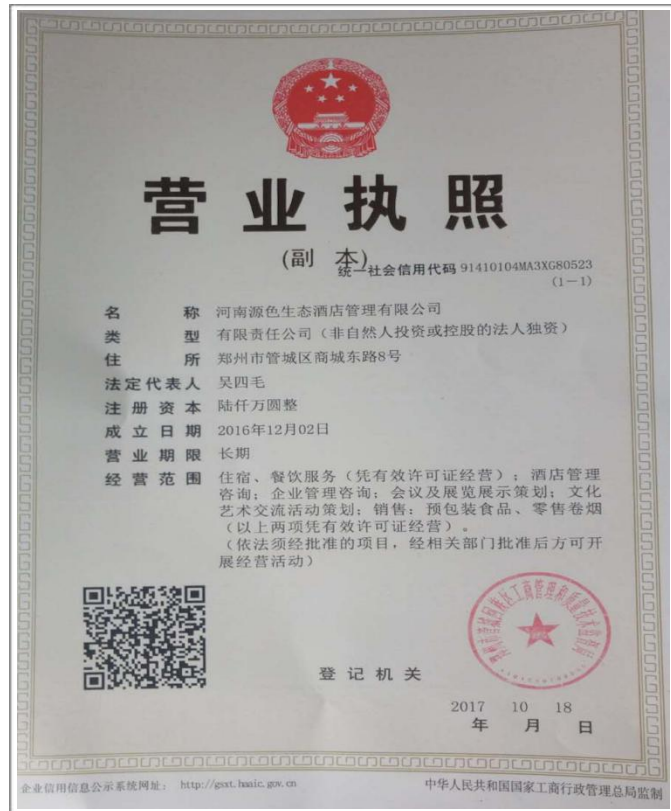 营业执照
(副 本)
统一社会信用代码 91410104MA3XG80523
(1-1)
名 称 河南源色生态酒店管理有限公司
类 型 有限责任公司（非自然人投资或控股的法人独资）
住 所 郑州市管城区商城东路8号
法定代表人 吴四毛
注册资本 陆仟万圆整
成立日期 2016年12月02日
营业期限 长期
经营范围 住宿、餐饮服务（凭有效许可证经营）；酒店管理
咨询；企业管理咨询；会议及展览展示策划；文化
艺术交流活动策划；销售：预包装食品、零售卷烟
（以上两项凭有效许可证经营）。
（依法须经批准的项目，经相关部门批准后方可开
展经营活动）
登记机关
2017 10 18
年 月 日
企业信用信息公示系统网址： http://gsxt.haaic.gov.cn
中华人民共和国国家工商行政管理总局监制